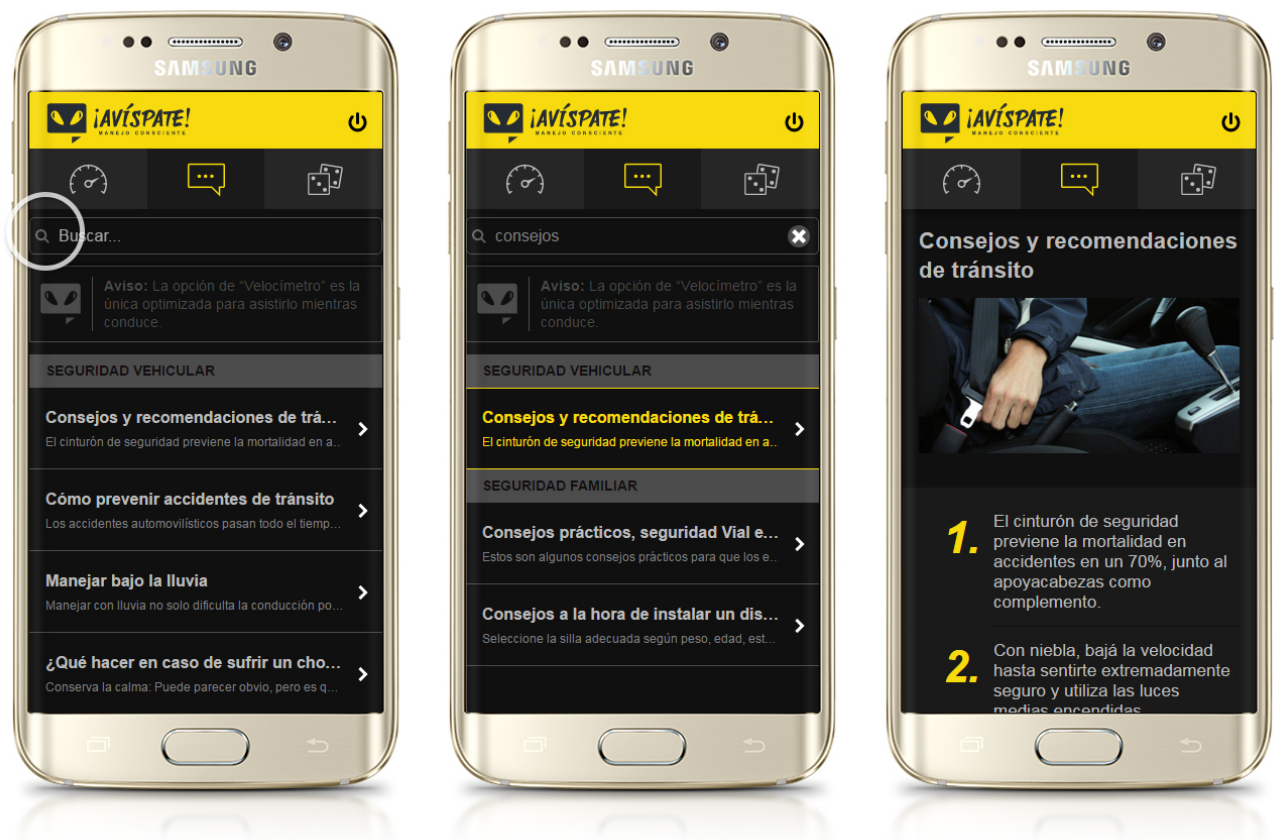 SAMSUNG
¡AVÍSPATE!
MANEJO CONSCIENTE
Buscar...
Aviso: La opción de “Velocímetro” es la
única optimizada para asistirlo mientras
conduce.
SEGURIDAD VEHICULAR
Consejos y recomendaciones de trá...
El cinturón de seguridad previene la mortalidad en a...
Cómo prevenir accidentes de tránsito
Los accidentes automovilísticos pasan todo el tiemp...
Manejar bajo la lluvia
Manejar con lluvia no solo dificulta la conducción po...
¿Qué hacer en caso de sufrir un cho...
Conserva la calma: Puede parecer obvio, pero es q...
SAMSUNG
¡AVÍSPATE!
MANEJO CONSCIENTE
consejos
Aviso: La opción de “Velocímetro” es la
única optimizada para asistirlo mientras
conduce.
SEGURIDAD VEHICULAR
Consejos y recomendaciones de trá...
El cinturón de seguridad previene la mortalidad en a...
SEGURIDAD FAMILIAR
Consejos prácticos, seguridad Vial e...
Estos son algunos consejos prácticos para que los e...
Consejos a la hora de instalar un dis...
Seleccione la silla adecuada según peso, edad, est...
SAMSUNG
¡AVÍSPATE!
MANEJO CONSCIENTE
Consejos y recomendaciones
de tránsito
1. El cinturón de seguridad
previene la mortalidad en
accidentes en un 70%, junto al
apoyacabezas como
complemento.
2. Con niebla, bajá la velocidad
hasta sentirte extremadamente
seguro y utiliza las luces
medias encendidas